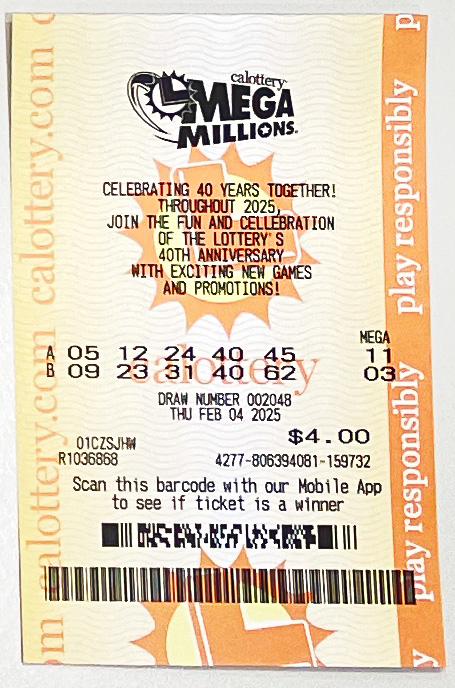 calottery
MEGA
MILLIONS®
CELEBRATING 40 YEARS TOGETHER!
THROUGHOUT 2025,
JOIN THE FUN AND CELLEBRATION
OF THE LOTTERY'S
40TH ANNIVERSARY
WITH EXCITING NEW GAMES
AND PROMOTIONS!
MEGA
A 05 12 24 40 45 11
B 09 23 31 40 62 03
calottery
DRAW NUMBER 002048
THU FEB 04 2025
$4.00
01CZSJHW
R1036868 4277-806394081-159732
Scan this barcode with our Mobile App
to see if ticket is a winner
calottery.com calottery.com
play responsibly play responsibly